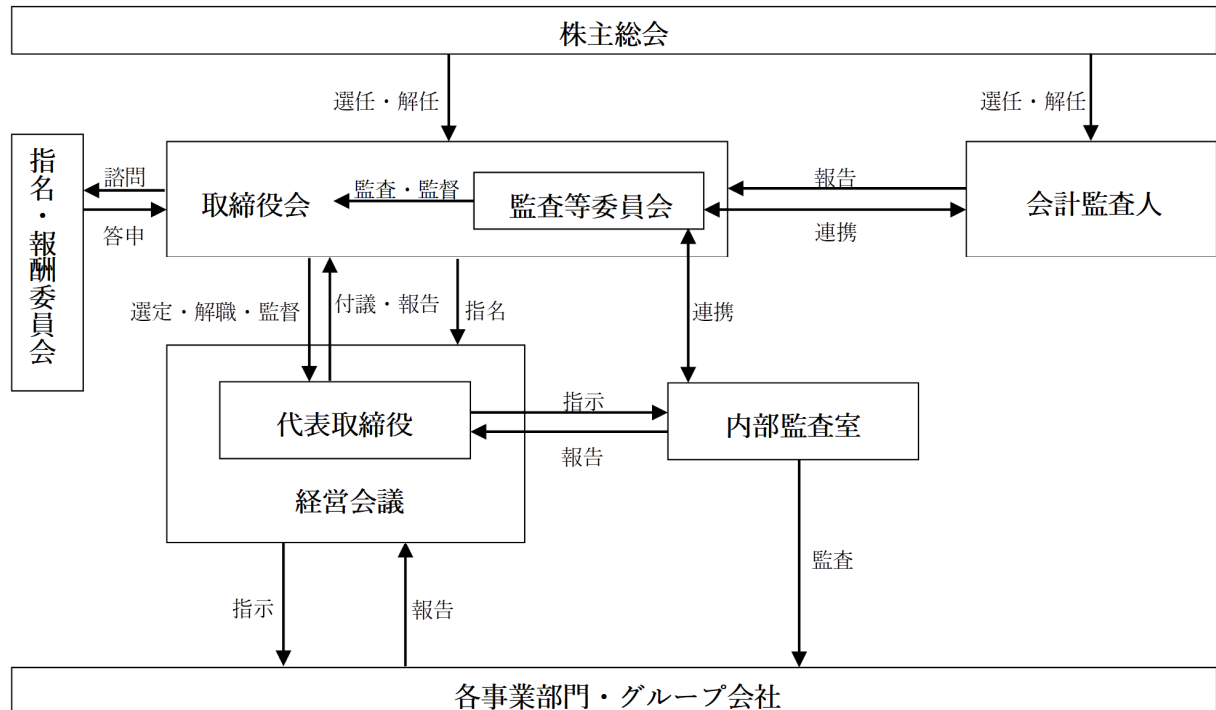 株主総会
選任・解任
選任・解任
指名・報酬委員会
諮問
答申
取締役会
監査・監督
監査等委員会
報告
連携
会計監査人
選定・解職・監督
付議・報告
指名
連携
代表取締役
指示
報告
内部監査室
経営会議
指示
報告
監査
各事業部門・グループ会社